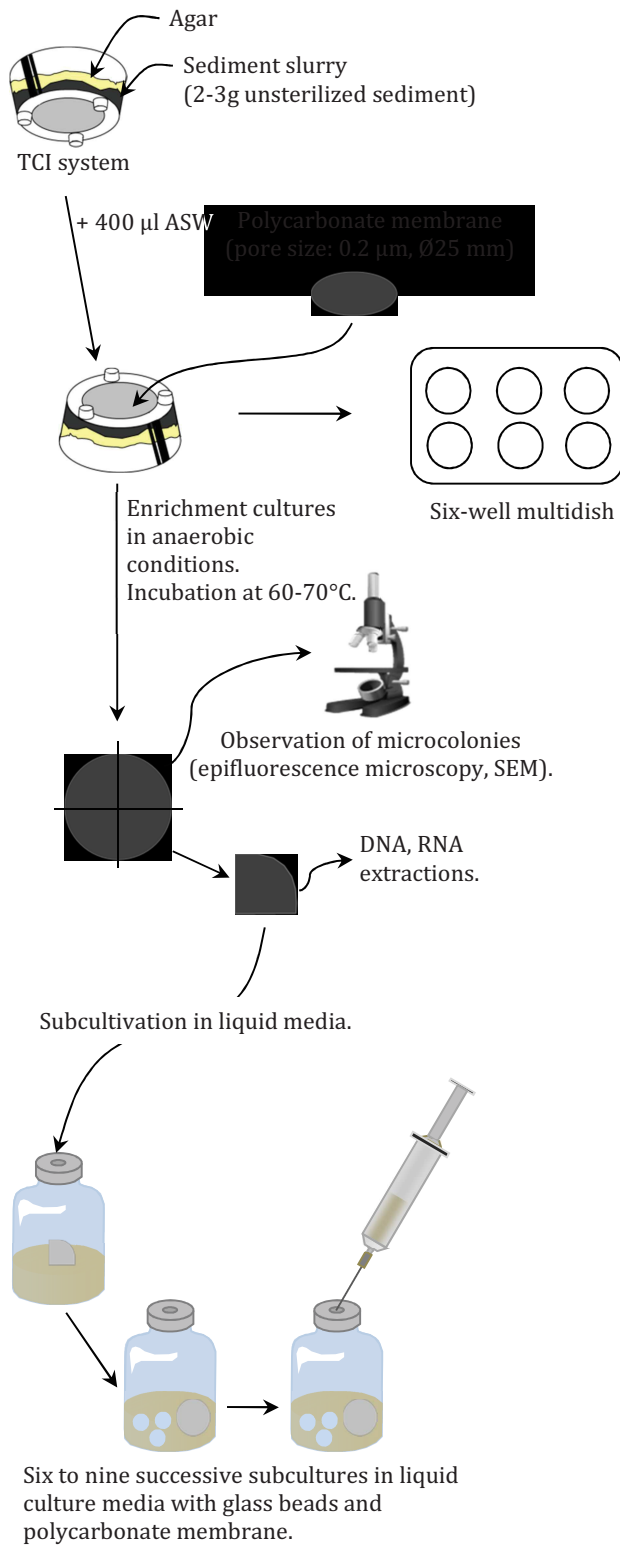 Agar
Sediment slurry
(2-3g unsterilized sediment)
TCI system
+ 400 µl ASW
Polycarbonate membrane
(pore size: 0.2 µm, Ø25 mm)
Six-well multidish
Enrichment cultures
in anaerobic
conditions.
Incubation at 60-70°C.
Observation of microcolonies
(epifluorescence microscopy, SEM).
DNA, RNA
extractions.
Subcultivation in liquid media.
Six to nine successive subcultures in liquid
culture media with glass beads and
polycarbonate membrane.